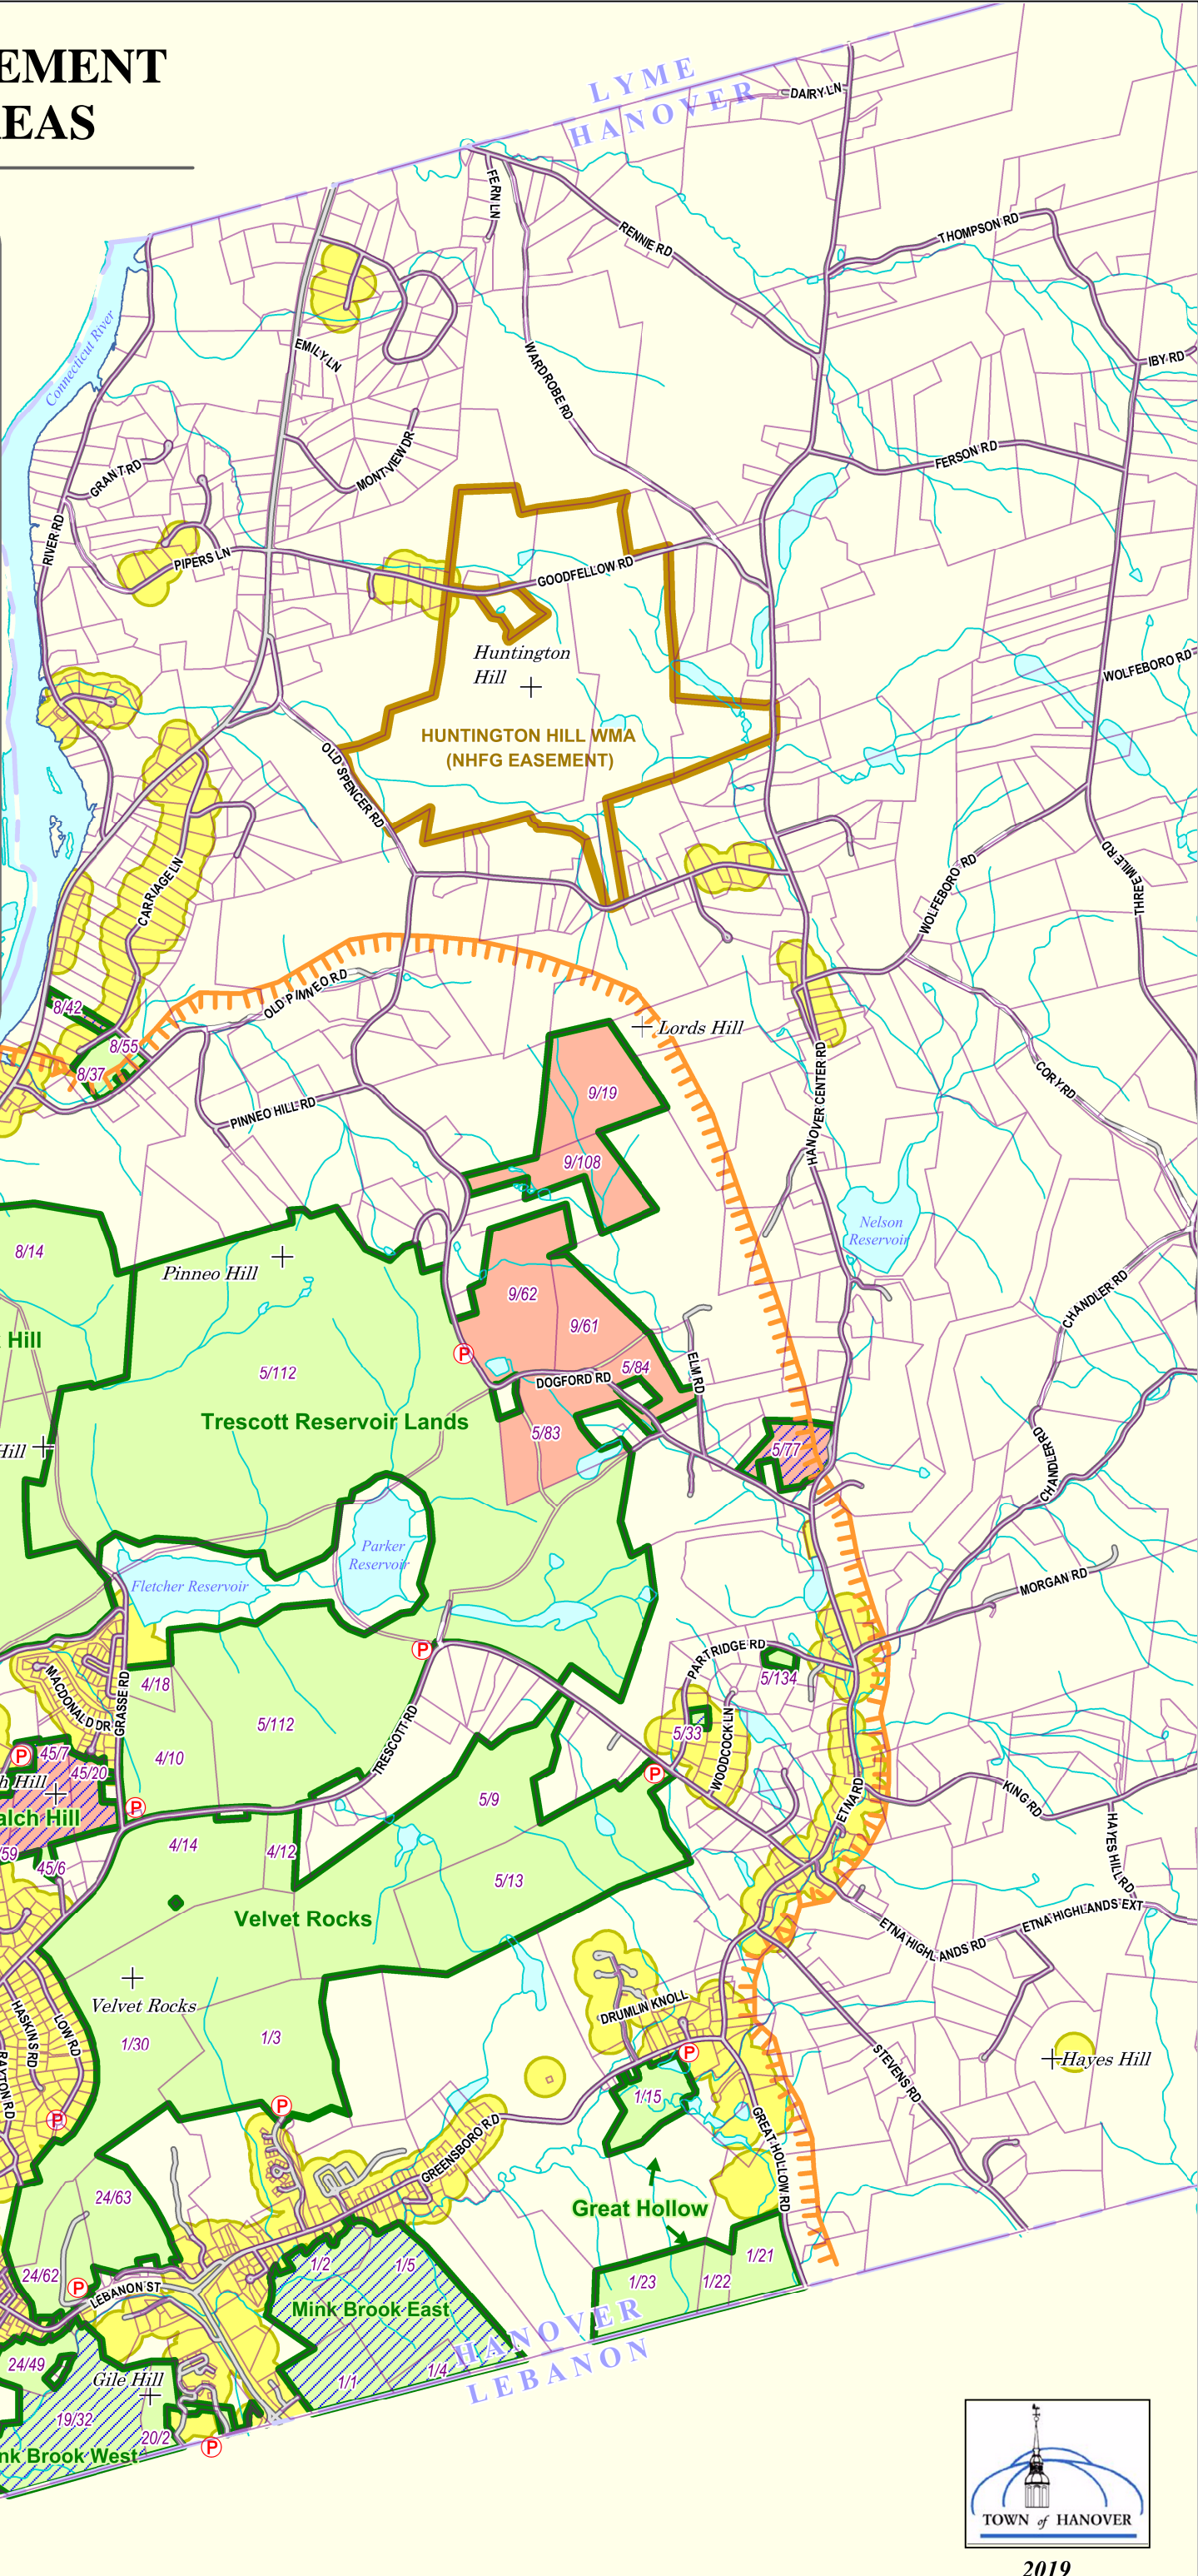 EMENT
EAS
LYME
HANOVER
DAIRY LN
FERN LN
RENNIE RD
THOMPSON RD
Connecticut River
EMILY LN
WARDROBE RD
IBY RD
GRANT RD
MONTVIEW DR
FERSON RD
RIVER RD
PIPERS LN
GOODFELLOW RD
Huntington
Hill
WOLFEBORO RD
HUNTINGTON HILL WMA
(NHFG EASEMENT)
OLD SPENCER RD
CARRIAGE LN
WOLFEBORO RD
THREE MILE RD
OLD PINNEO RD
8/42
8/55
8/37
Lords Hill
HANOVER CENTER RD
CORY RD
PINNEO HILL RD
9/19
9/108
Nelson
Reservoir
8/14
Pinneo Hill
9/62
9/61
CHANDLER RD
Hill
5/112
5/84
ELM RD
DOGFORD RD
Trescott Reservoir Lands
5/83
Hill
5/77
CHANDLER RD
P
Parker
Reservoir
Fletcher Reservoir
MORGAN RD
P
PARTRIDGE RD
5/134
MACDONALD DR
GRASSE RD
4/18
5/112
TRESCOTT RD
5/33
WOODCOCK LN
P
45/7
45/20
4/10
P
h Hill
alch Hill
P
5/9
ETNA RD
KING RD
HAYES HILL RD
/59
45/6
4/14
4/12
5/13
Velvet Rocks
ETNA HIGHLANDS RD
ETNA HIGHLANDS EXT
Velvet Rocks
HASKINS RD
LOW RD
RAYTON RD
1/30
1/3
DRUMLIN KNOLL
P
STEVENS RD
Hayes Hill
P
P
1/15
GREENSBORO RD
GREAT HOLLOW RD
24/63
Great Hollow
24/62
P
LEBANON ST
1/2
1/5
1/21
1/23
1/22
Mink Brook East
HANOVER
LEBANON
24/49
Gile Hill
1/1
1/4
19/32
20/2
P
nk Brook West
TOWN of HANOVER
2019